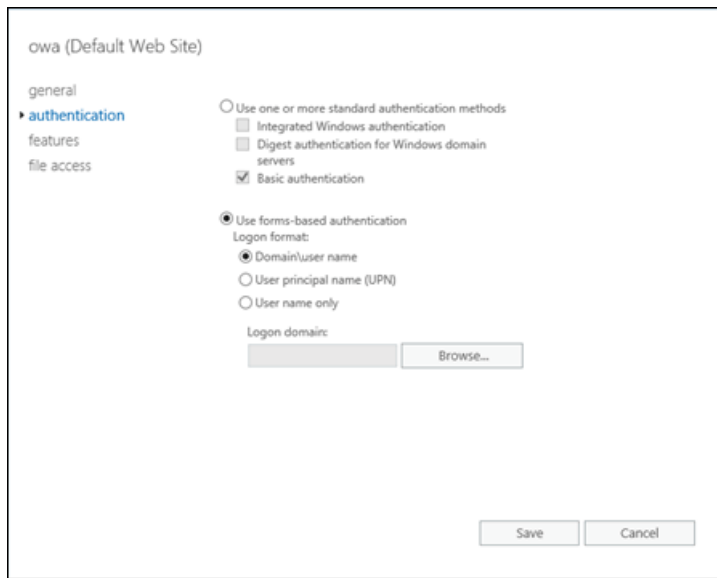 owa (Default Web Site)
general
authentication
features
file access
Use one or more standard authentication methods
Integrated Windows authentication
Digest authentication for Windows domain
servers
Basic authentication
Use forms-based authentication
Logon format:
Domain\user name
User principal name (UPN)
User name only
Logon domain:
Browse...
Save
Cancel